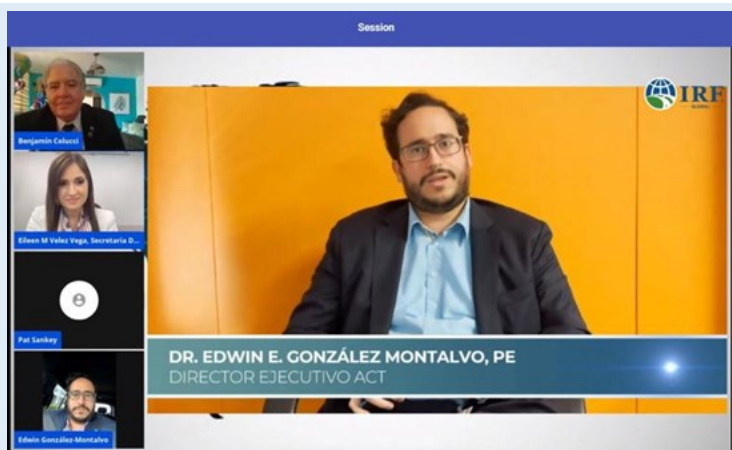 Session
Benjamin Colucci
Eileen M Velez Vega, Secretaria D...
Pat Sankey
Edwin González-Montalvo
IRF
GLOBAL
DR. EDWIN E. GONZÁLEZ MONTALVO, PE
DIRECTOR EJECUTIVO ACT